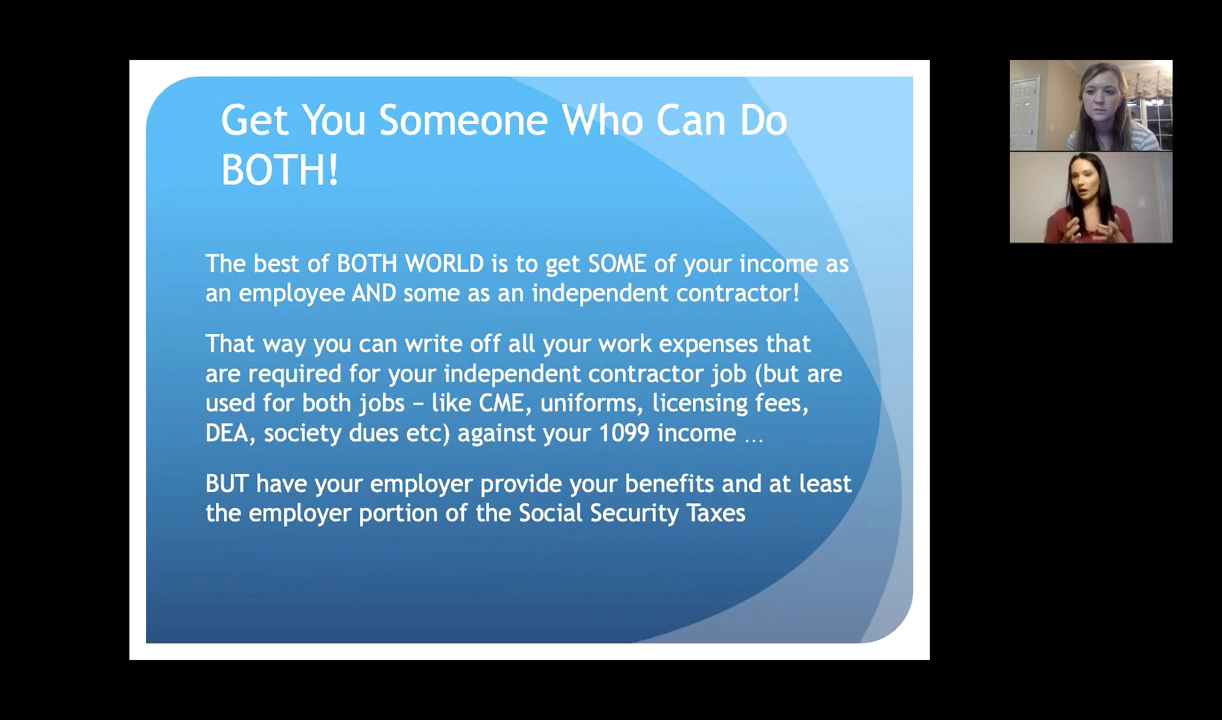 Get You Someone Who Can Do
BOTH!
The best of BOTH WORLD is to get SOME of your income as
an employee AND some as an independent contractor!
That way you can write off all your work expenses that
are required for your independent contractor job (but are
used for both jobs – like CME, uniforms, licensing fees,
DEA, society dues etc) against your 1099 income ...
BUT have your employer provide your benefits and at least
the employer portion of the Social Security Taxes